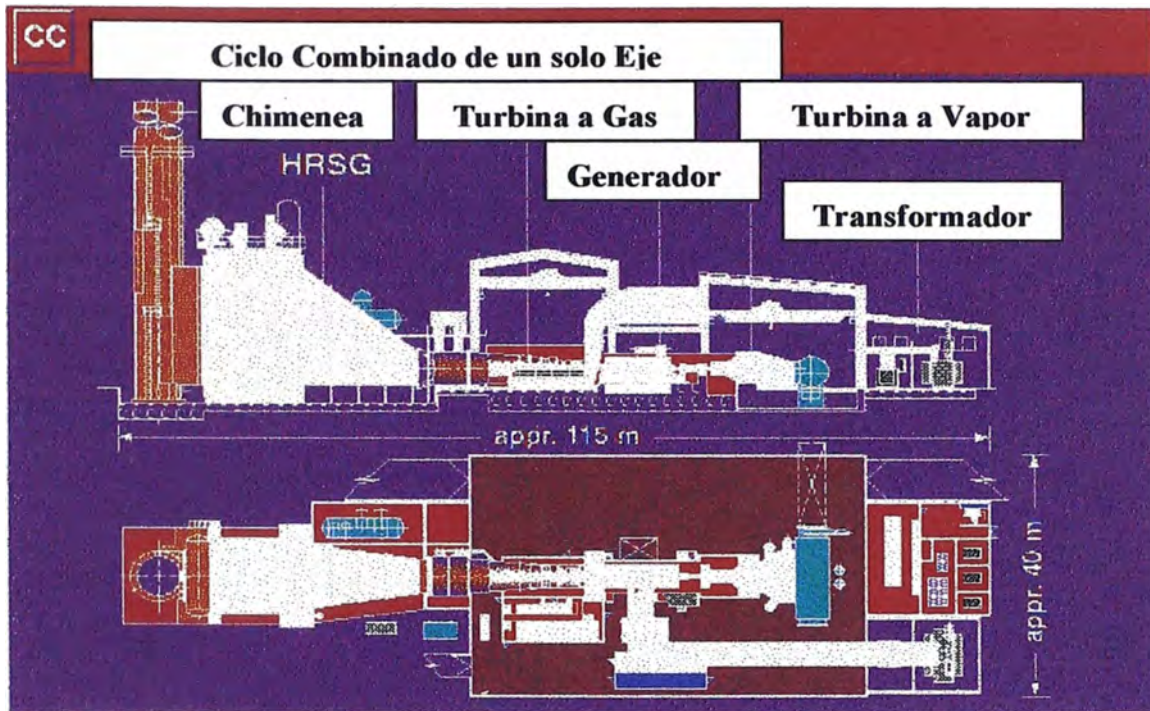 CC
Ciclo Combinado de un solo Eje
Chimenea
Turbina a Gas
Turbina a Vapor
HRSG
Generador
Transformador
appr. 115 m
appr. 40 m